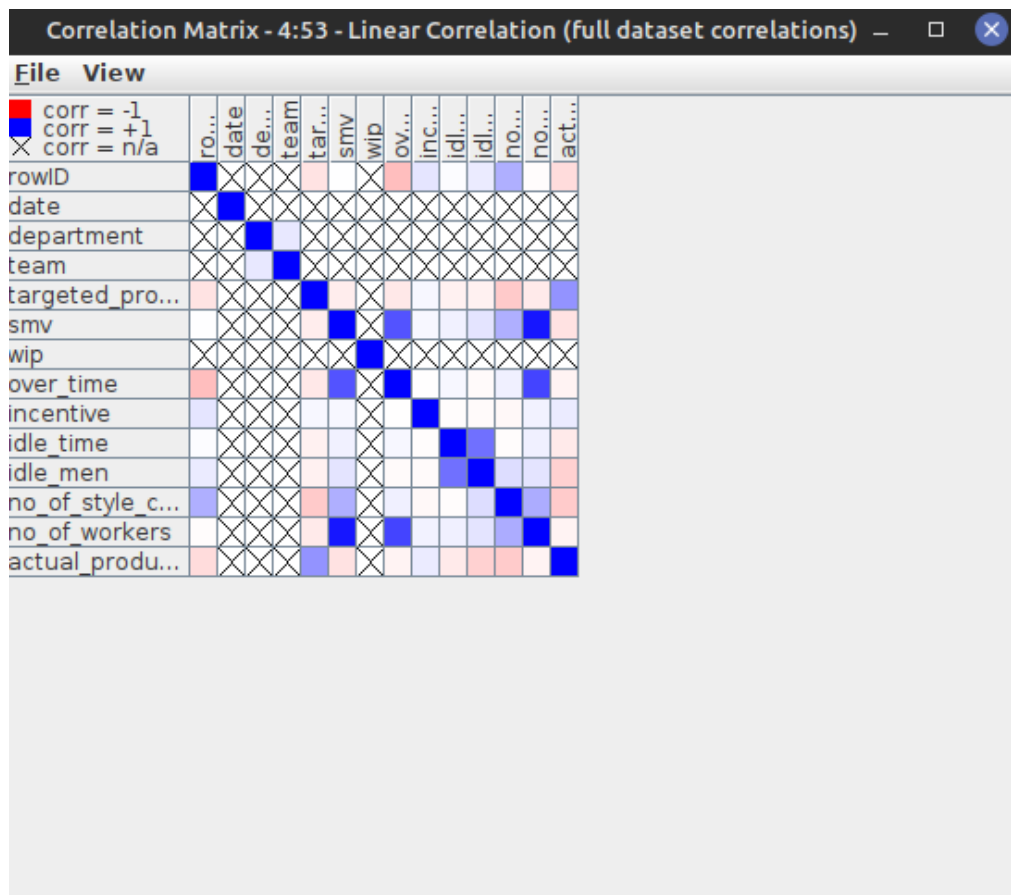 Correlation Matrix - 4:53 - Linear Correlation (full dataset correlations)
File View
corr = -1
corr = +1
corr = n/a
ro...
date
de...
team
tar...
smv
wip
ov...
inc...
idl...
idl...
no...
no...
act...
rowID
date
department
team
targeted_pro...
smv
wip
over_time
incentive
idle_time
idle_men
no_of_style_c...
no_of_workers
actual_produ...